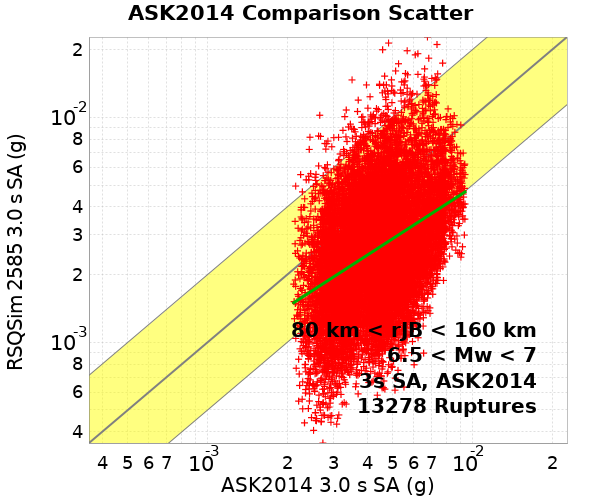 ASK2014 Comparison Scatter
RSQSim 2585 3.0 s SA (g)
2
10-2
8
6
4
3
2
10-3
8
6
4
80 km < rJB < 160 km
6.5 < Mw < 7
3s SA, ASK2014
13278 Ruptures
4 5 6 7 10-3 2 3 4 5 6 7 10-2 2
ASK2014 3.0 s SA (g)